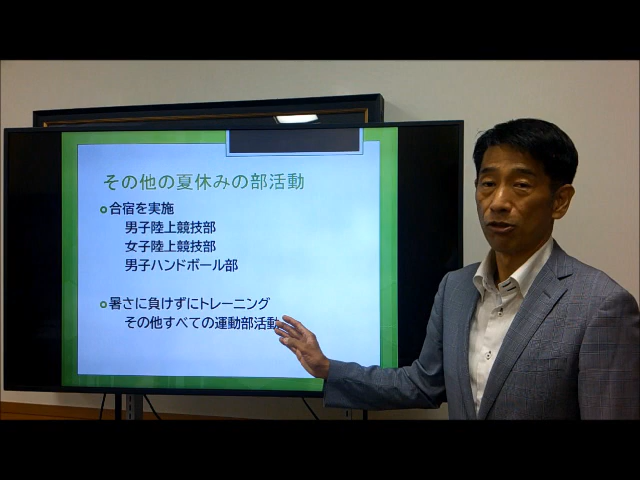 その他の夏休みの部活動
合宿を実施
男子陸上競技部
女子陸上競技部
男子ハンドボール部
暑さに負けずにトレーニング
その他すべての運動部活動